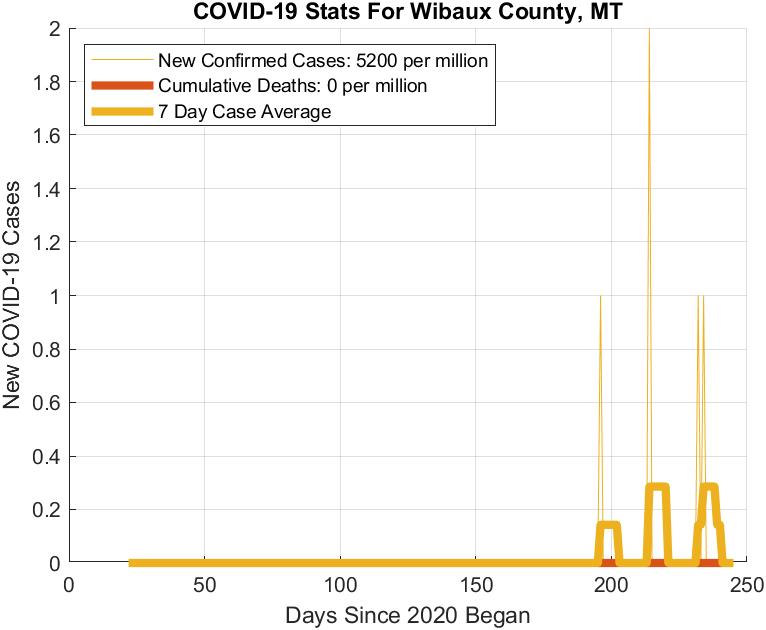 COVID-19 Stats For Wibaux County, MT
New Confirmed Cases: 5200 per million
Cumulative Deaths: 0 per million
7 Day Case Average
New COVID-19 Cases
2
1.8
1.6
1.4
1.2
1
0.8
0.6
0.4
0.2
0
0 50 100 150 200 250
Days Since 2020 Began